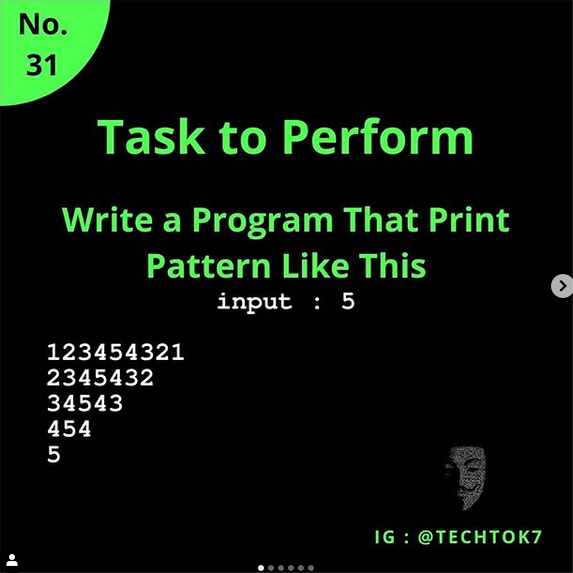 No.
31
Task to Perform
Write a Program That Print
Pattern Like This
input : 5
123454321
2345432
34543
454
5
IG : @TECHTOK7